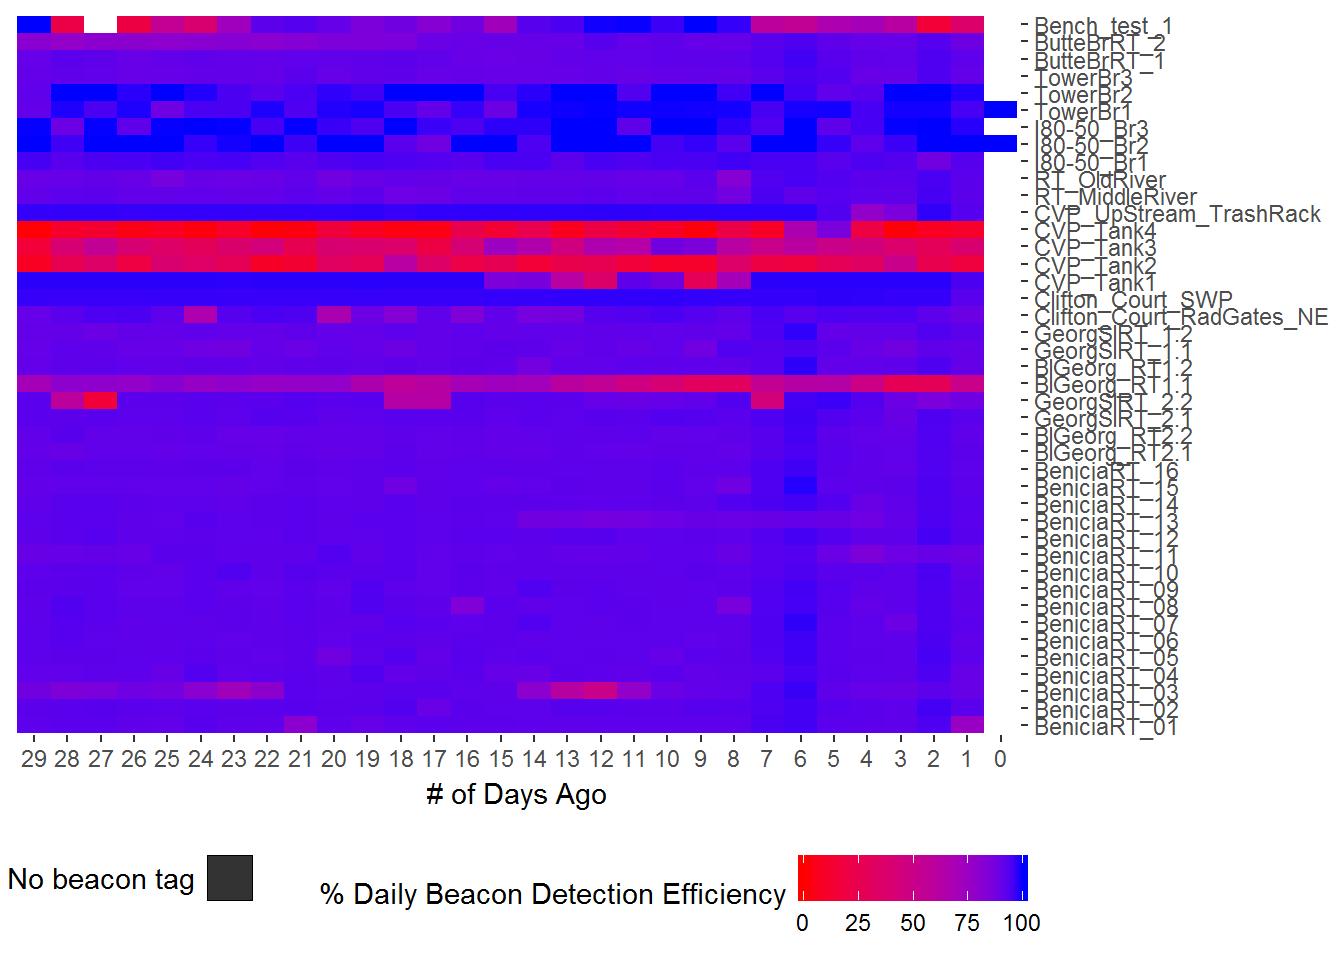 Bench_test_1
ButteBrRT_2
ButteBrRT_1
TowerBr3
TowerBr2
TowerBr1
I80-50_Br3
I80-50_Br2
I80-50_Br1
RT_OldRiver
RT_MiddleRiver
CVP_UpStream_TrashRack
CVP_Tank4
CVP_Tank3
CVP_Tank2
CVP_Tank1
Clifton_Court_SWP
Clifton_Court_RadGates_NE
GeorgSlRT_1.2
GeorgSlRT_1.1
BlGeorg_RT1.2
BlGeorg_RT1.1
GeorgSlRT_2.2
GeorgSlRT_2.1
BlGeorg_RT2.2
BlGeorg_RT2.1
BeniciaRT_16
BeniciaRT_15
BeniciaRT_14
BeniciaRT_13
BeniciaRT_12
BeniciaRT_11
BeniciaRT_10
BeniciaRT_09
BeniciaRT_08
BeniciaRT_07
BeniciaRT_06
BeniciaRT_05
BeniciaRT_04
BeniciaRT_03
BeniciaRT_02
BeniciaRT_01
29 28 27 26 25 24 23 22 21 20 19 18 17 16 15 14 13 12 11 10 9 8 7 6 5 4 3 2 1 0
# of Days Ago
No beacon tag
% Daily Beacon Detection Efficiency
0 25 50 75 100